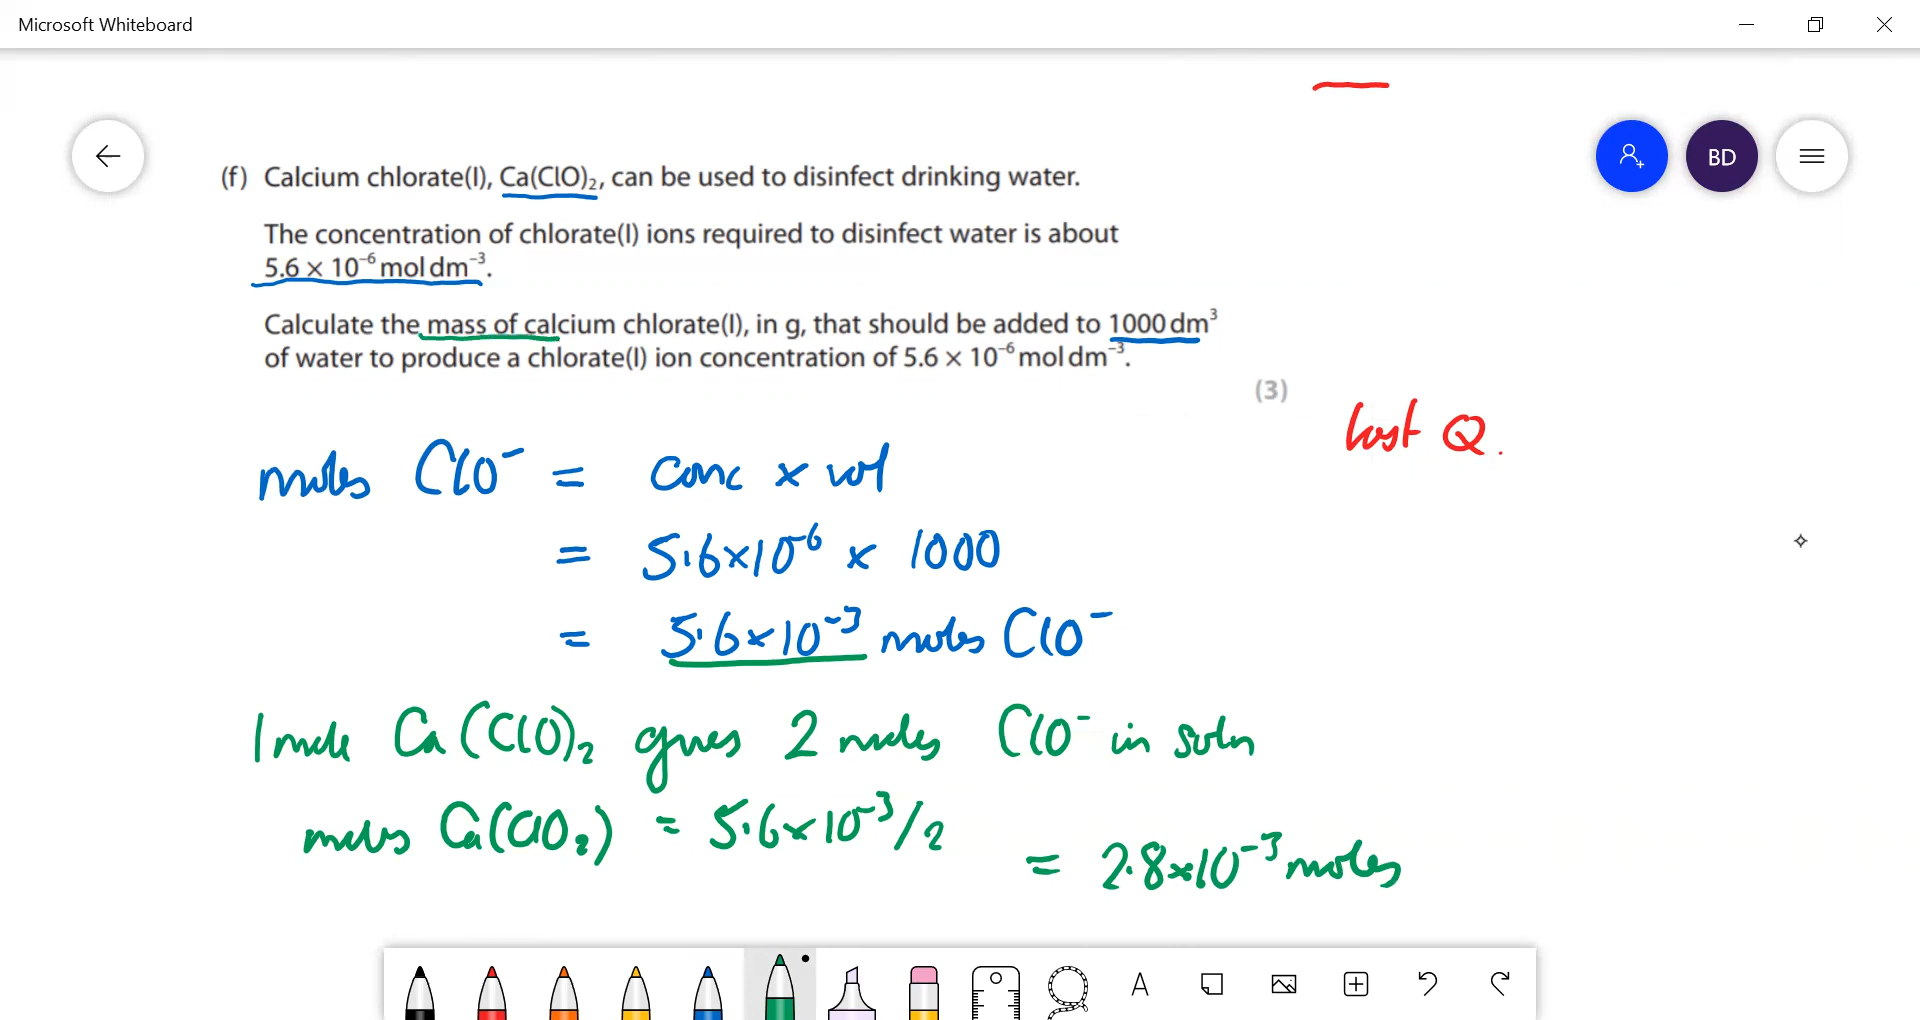 Microsoft Whiteboard
BD
(f) Calcium chlorate(I), Ca(ClO)₂, can be used to disinfect drinking water.
The concentration of chlorate(I) ions required to disinfect water is about
5.6 × 10⁻⁶ mol dm⁻³.
Calculate the mass of calcium chlorate(I), in g, that should be added to 1000 dm³
of water to produce a chlorate(I) ion concentration of 5.6 × 10⁻⁶ mol dm⁻³.
(3)
last Q.
moles ClO⁻ = conc × vol
= 5.6×10⁻⁶ × 1000
= 5.6×10⁻³ moles ClO⁻
1 mole Ca(ClO)₂ gives 2 moles ClO⁻ in soln
moles Ca(ClO₂) = 5.6×10⁻³/2
= 2.8×10⁻³ moles
A